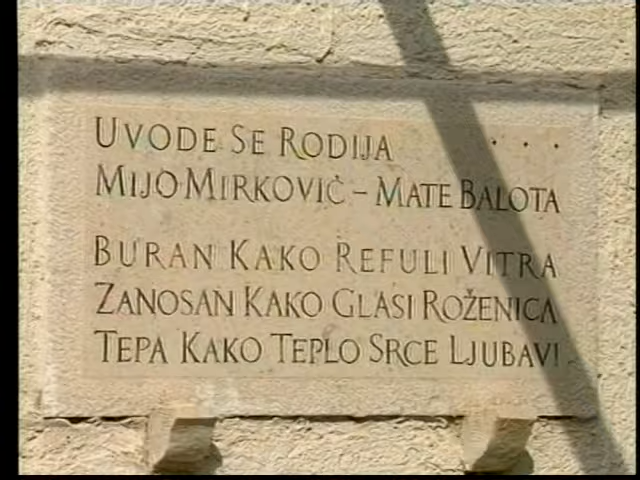 UVODE SE RODIJA . . .
MIJO MIRKOVIĆ – MATE BALOTA
BURAN KAKO REFULI VITRA
ZANOSAN KAKO GLASI ROŽENICA
TEPA KAKO TEPLO SRCE LJUBAVI